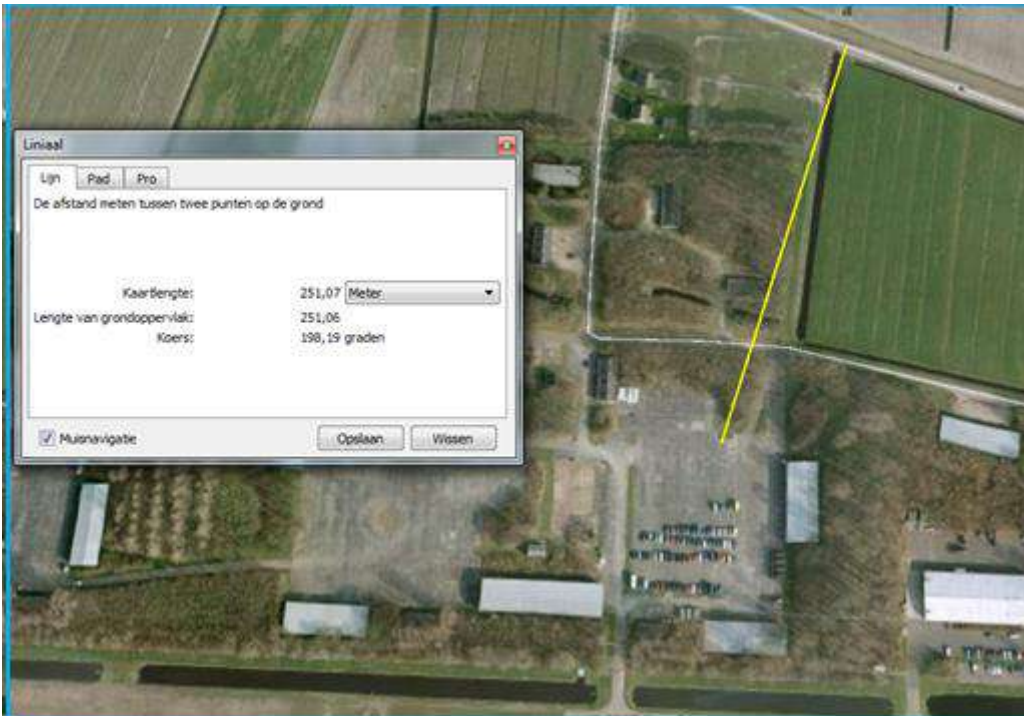 Liniaal
Lijn Pad Pro
De afstand meten tussen twee punten op de grond
Kaartlengte: 251,07 Meter
Lengte van grondoppervlak: 251,06
Koers: 198,19 graden
Muisnavigatie Opslaan Wissen